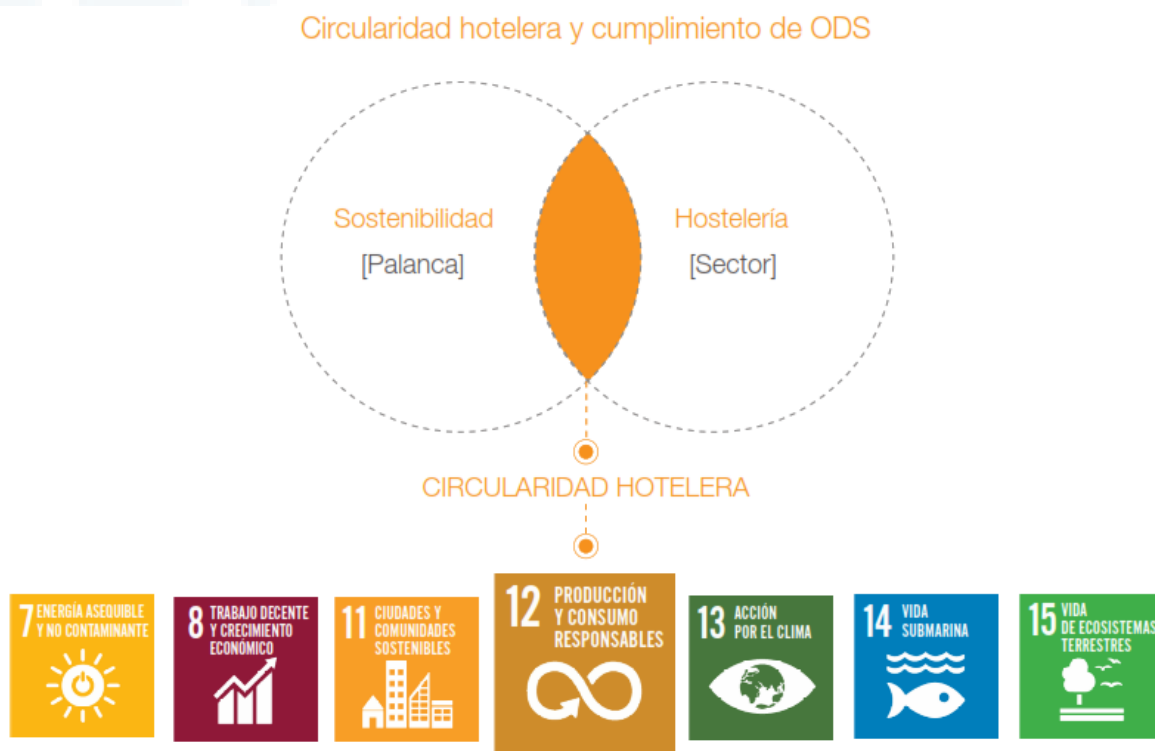 Circularidad hotelera y cumplimiento de ODS
Sostenibilidad
[Palanca]
Hostelería
[Sector]
CIRCULARIDAD HOTELERA
7 ENERGÍA ASEQUIBLE
Y NO CONTAMINANTE
8 TRABAJO DECENTE
Y CRECIMIENTO
ECONÓMICO
11 CIUDADES Y
COMUNIDADES
SOSTENIBLES
12 PRODUCCIÓN
Y CONSUMO
RESPONSABLES
13 ACCIÓN
POR EL CLIMA
14 VIDA
SUBMARINA
15 VIDA
DE ECOSISTEMAS
TERRESTRES